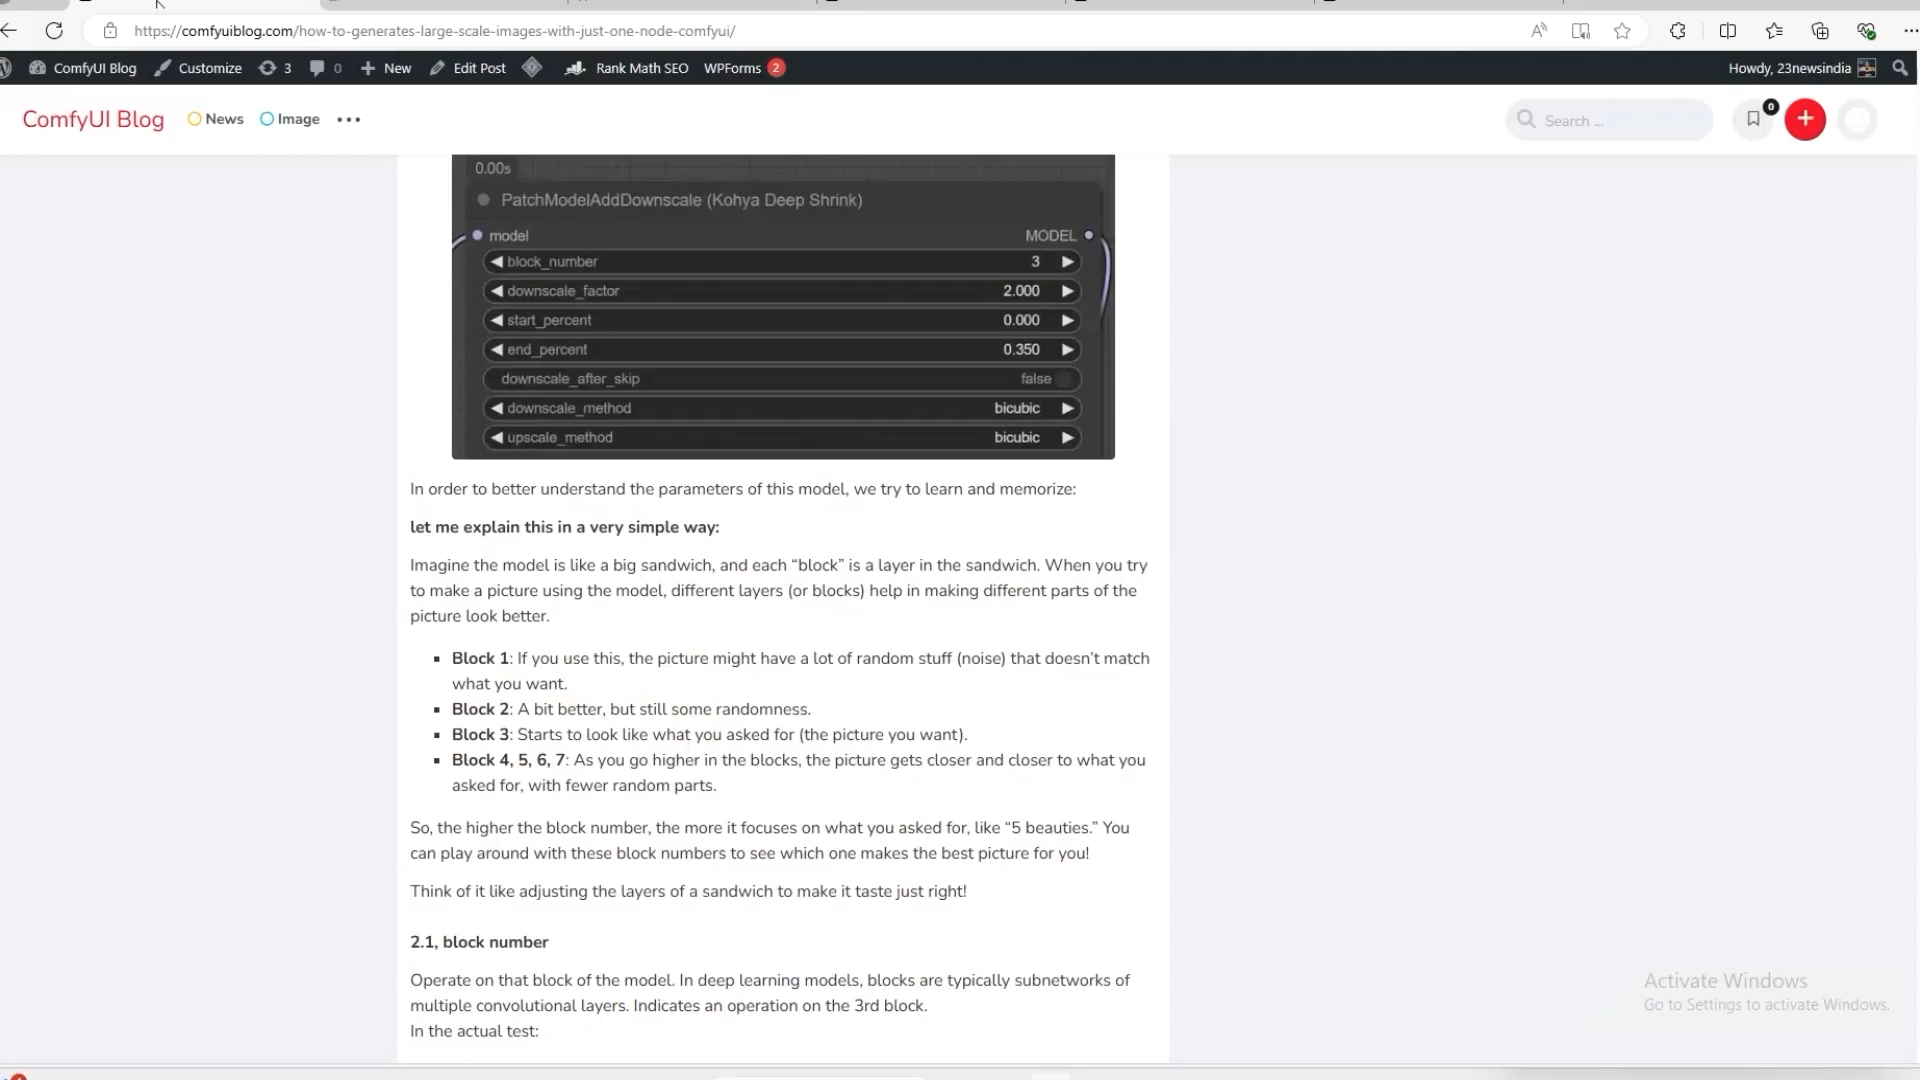 https://comfyuiblog.com/how-to-generates-large-scale-images-with-just-one-node-comfyui/
ComfyUI Blog Customize 3 0 New Edit Post Rank Math SEO WPForms 2 Howdy, 23newsindia
ComfyUI Blog News Image ••• Search ... 0 +
0.00s
PatchModelAddDownscale (Kohya Deep Shrink)
model MODEL
block_number 3
downscale_factor 2.000
start_percent 0.000
end_percent 0.350
downscale_after_skip false
downscale_method bicubic
upscale_method bicubic
In order to better understand the parameters of this model, we try to learn and memorize:
let me explain this in a very simple way:
Imagine the model is like a big sandwich, and each “block” is a layer in the sandwich. When you try
to make a picture using the model, different layers (or blocks) help in making different parts of the
picture look better.
▪ Block 1: If you use this, the picture might have a lot of random stuff (noise) that doesn’t match
what you want.
▪ Block 2: A bit better, but still some randomness.
▪ Block 3: Starts to look like what you asked for (the picture you want).
▪ Block 4, 5, 6, 7: As you go higher in the blocks, the picture gets closer and closer to what you
asked for, with fewer random parts.
So, the higher the block number, the more it focuses on what you asked for, like “5 beauties.” You
can play around with these block numbers to see which one makes the best picture for you!
Think of it like adjusting the layers of a sandwich to make it taste just right!
2.1, block number
Operate on that block of the model. In deep learning models, blocks are typically subnetworks of
multiple convolutional layers. Indicates an operation on the 3rd block.
In the actual test:
Activate Windows
Go to Settings to activate Windows.